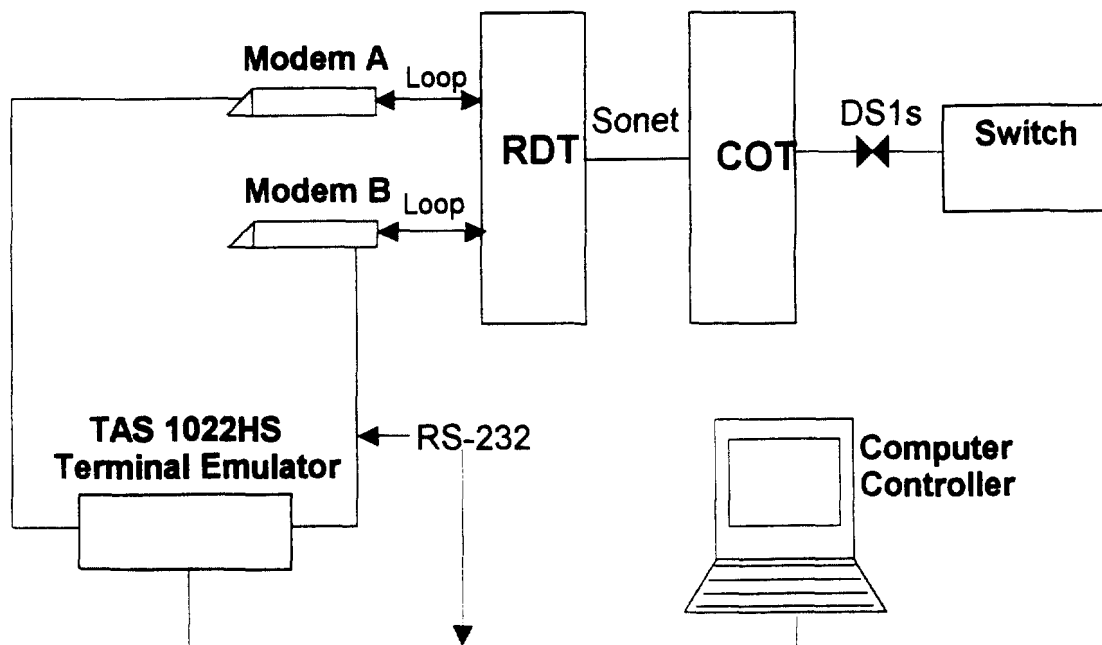 Modem A
Loop
RDT
Sonet
COT
DS1s
Switch
Modem B
Loop
TAS 1022HS
Terminal Emulator
RS-232
Computer
Controller